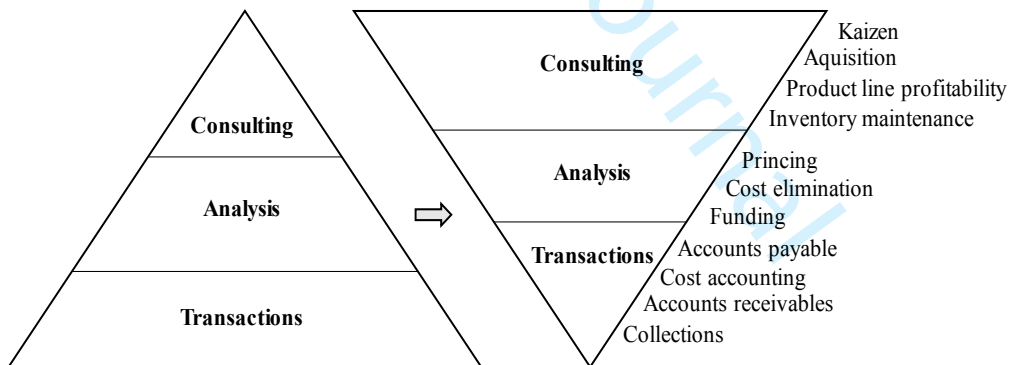 Consulting
Analysis
Transactions
Consulting
Analysis
Transactions
Kaizen
Aquisition
Product line profitability
Inventory maintenance
Princing
Cost elimination
Funding
Accounts payable
Cost accounting
Accounts receivables
Collections
ournal